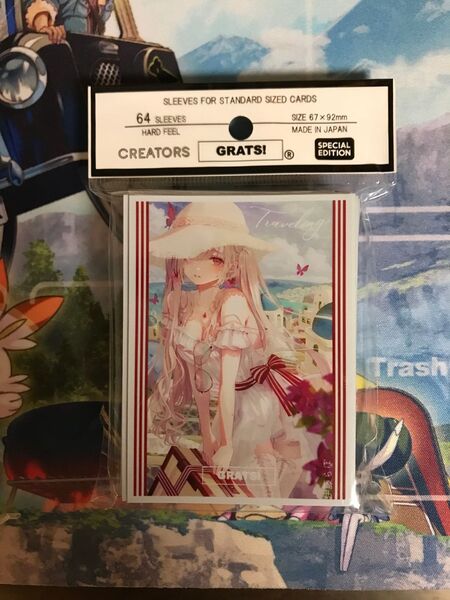 SLEEVES FOR STANDARD SIZED CARDS
64 SLEEVES
HARD FEEL
SIZE 67×92mm
MADE IN JAPAN
CREATORS GRATS! ® SPECIAL EDITION
Traveling
Trash
GRATS!